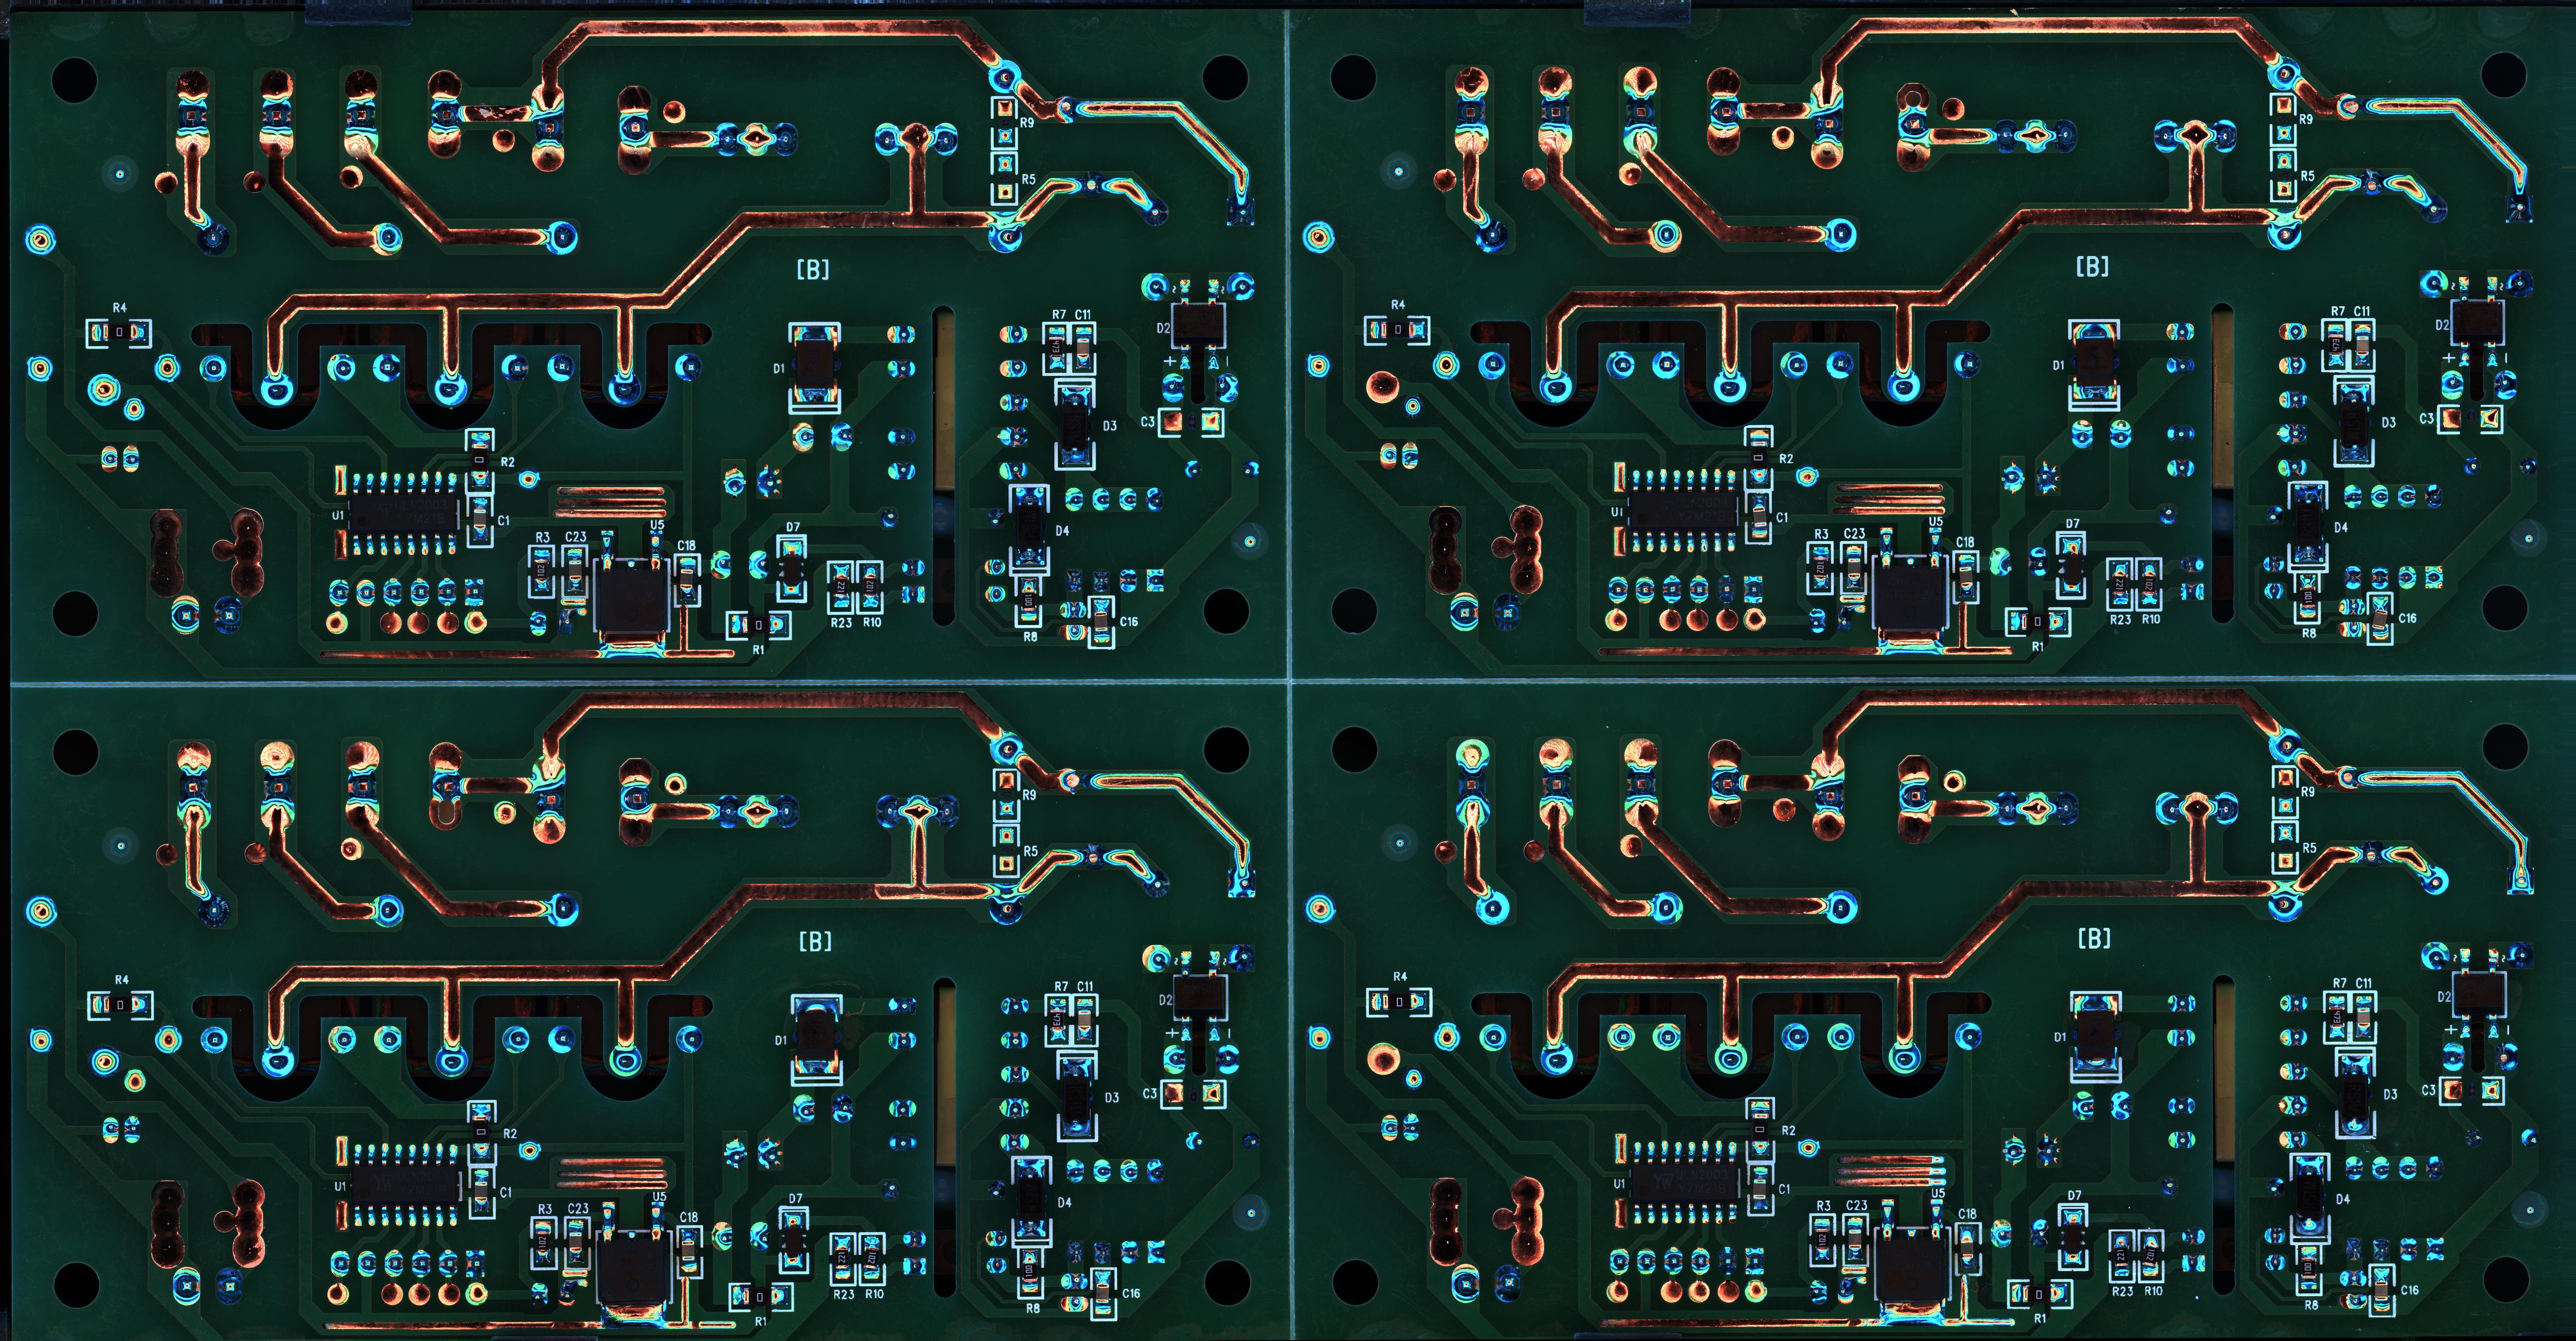 R9
R5
[B]
R4
D2
R7 C11
+ -
D1
D3
C3
R2
U1
C1
U5
D4
R3 C23
C18
D7
R23 R10
R8
C16
R1
R9
R5
[B]
R4
D2
R7 C11
+ -
D1
D3
C3
R2
U1
C1
U5
D4
R3 C23
C18
D7
R23 R10
R8
C16
R1
R9
R5
[B]
R4
D2
R7 C11
+ -
D1
D3
C3
R2
U1
C1
U5
D4
R3 C23
C18
D7
R23 R10
R8
C16
R1
R9
R5
[B]
R4
D2
R7 C11
+ -
D1
D3
C3
R2
U1
C1
U5
D4
R3 C23
C18
D7
R23 R10
R8
C16
R1